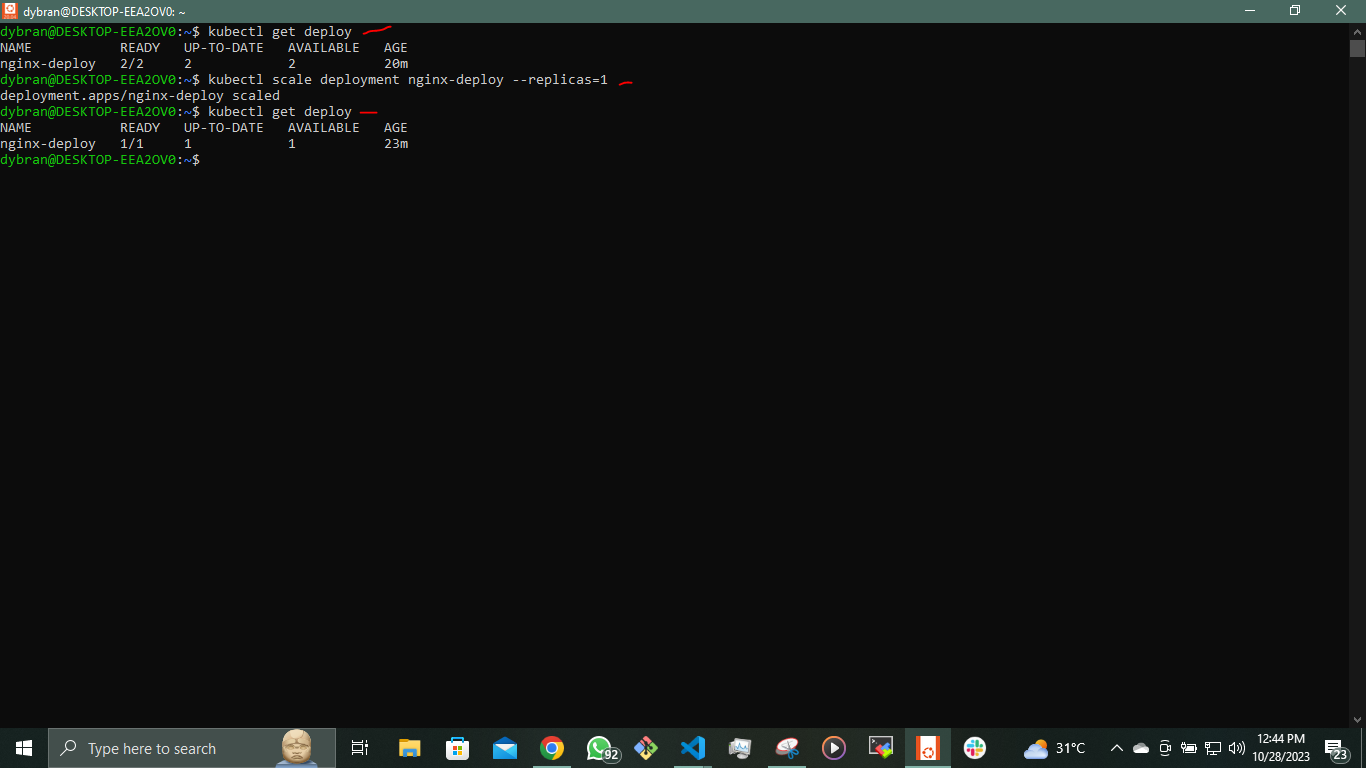 dybran@DESKTOP-EEA2OV0: ~
dybran@DESKTOP-EEA2OV0:~$ kubectl get deploy
NAME READY UP-TO-DATE AVAILABLE AGE
nginx-deploy 2/2 2 2 20m
dybran@DESKTOP-EEA2OV0:~$ kubectl scale deployment nginx-deploy --replicas=1
deployment.apps/nginx-deploy scaled
dybran@DESKTOP-EEA2OV0:~$ kubectl get deploy
NAME READY UP-TO-DATE AVAILABLE AGE
nginx-deploy 1/1 1 1 23m
dybran@DESKTOP-EEA2OV0:~$
Type here to search
92
31°C
12:44 PM
10/28/2023
23